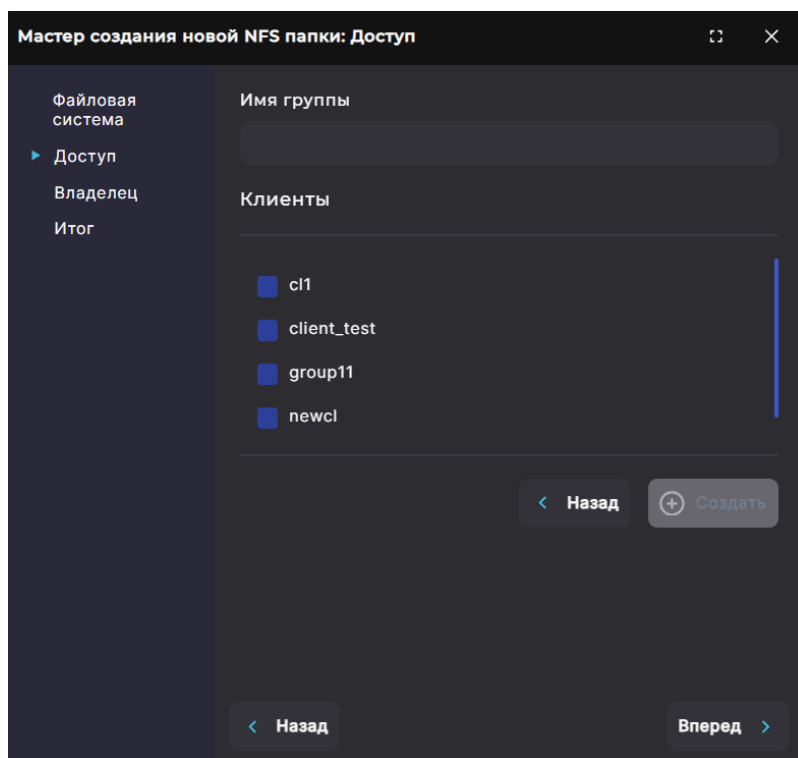 Мастер создания новой NFS папки: Доступ
Файловая
система
Доступ
Владелец
Итог
Имя группы
Клиенты
cl1
client_test
group11
newcl
Назад
Создать
Назад
Вперед